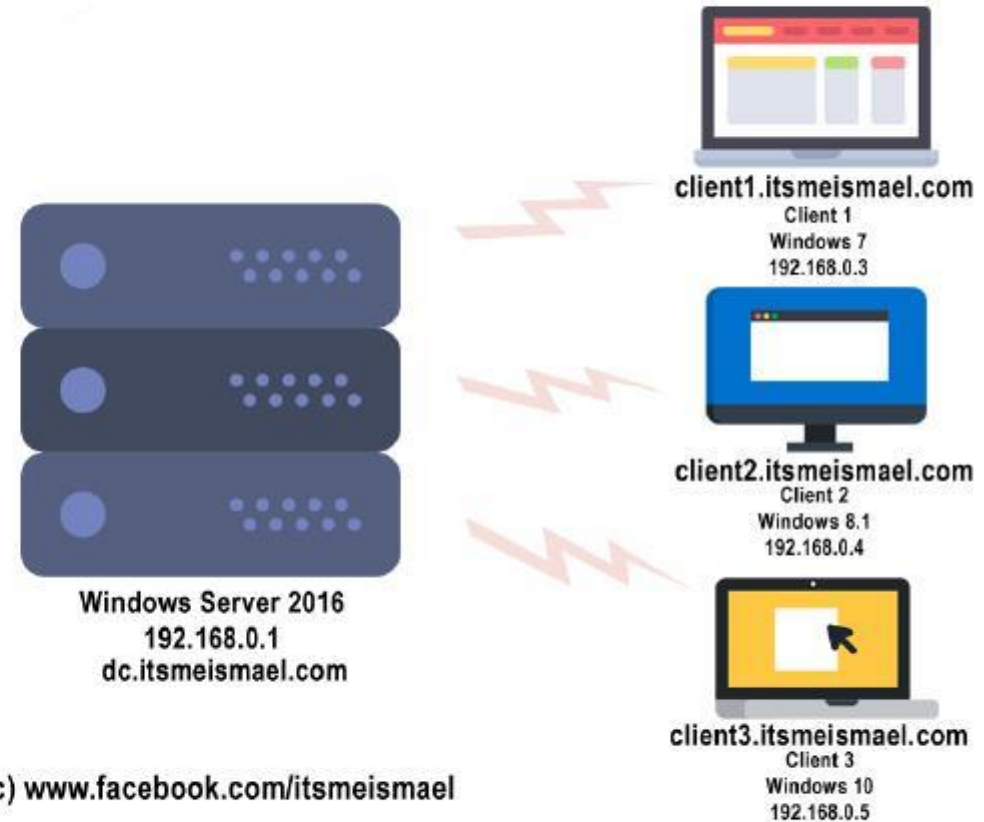 client1.itsmeismael.com
Client 1
Windows 7
192.168.0.3
client2.itsmeismael.com
Client 2
Windows 8.1
192.168.0.4
Windows Server 2016
192.168.0.1
dc.itsmeismael.com
client3.itsmeismael.com
Client 3
Windows 10
192.168.0.5
c) www.facebook.com/itsmeismael